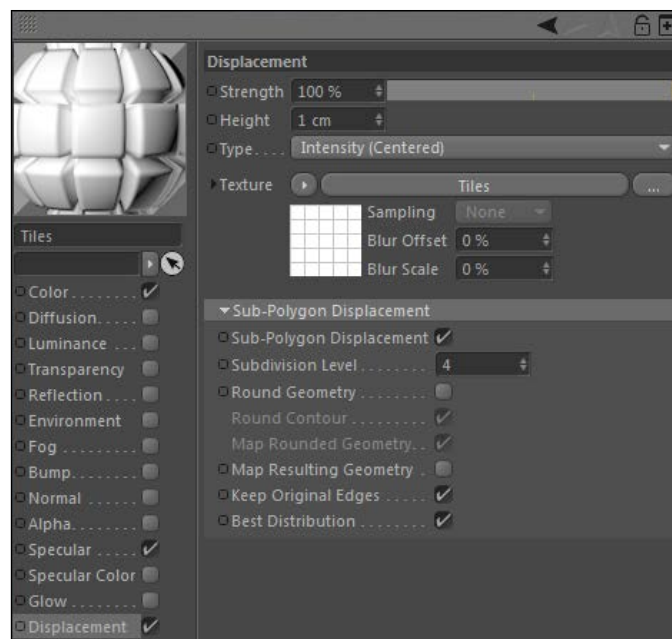 Displacement
Strength 100 %
Height 1 cm
Type.... Intensity (Centered)
Texture Tiles ...
Sampling None
Blur Offset 0 %
Blur Scale 0 %
Tiles
Color........
Diffusion.....
Luminance ...
Transparency
Reflection....
Environment
Fog.........
Bump.......
Normal ......
Alpha........
Specular .....
Specular Color
Glow........
Displacement
Sub-Polygon Displacement
Sub-Polygon Displacement
Subdivision Level........ 4
Round Geometry.......
Round Contour........
Map Rounded Geometry..
Map Resulting Geometry .
Keep Original Edges .....
Best Distribution ........